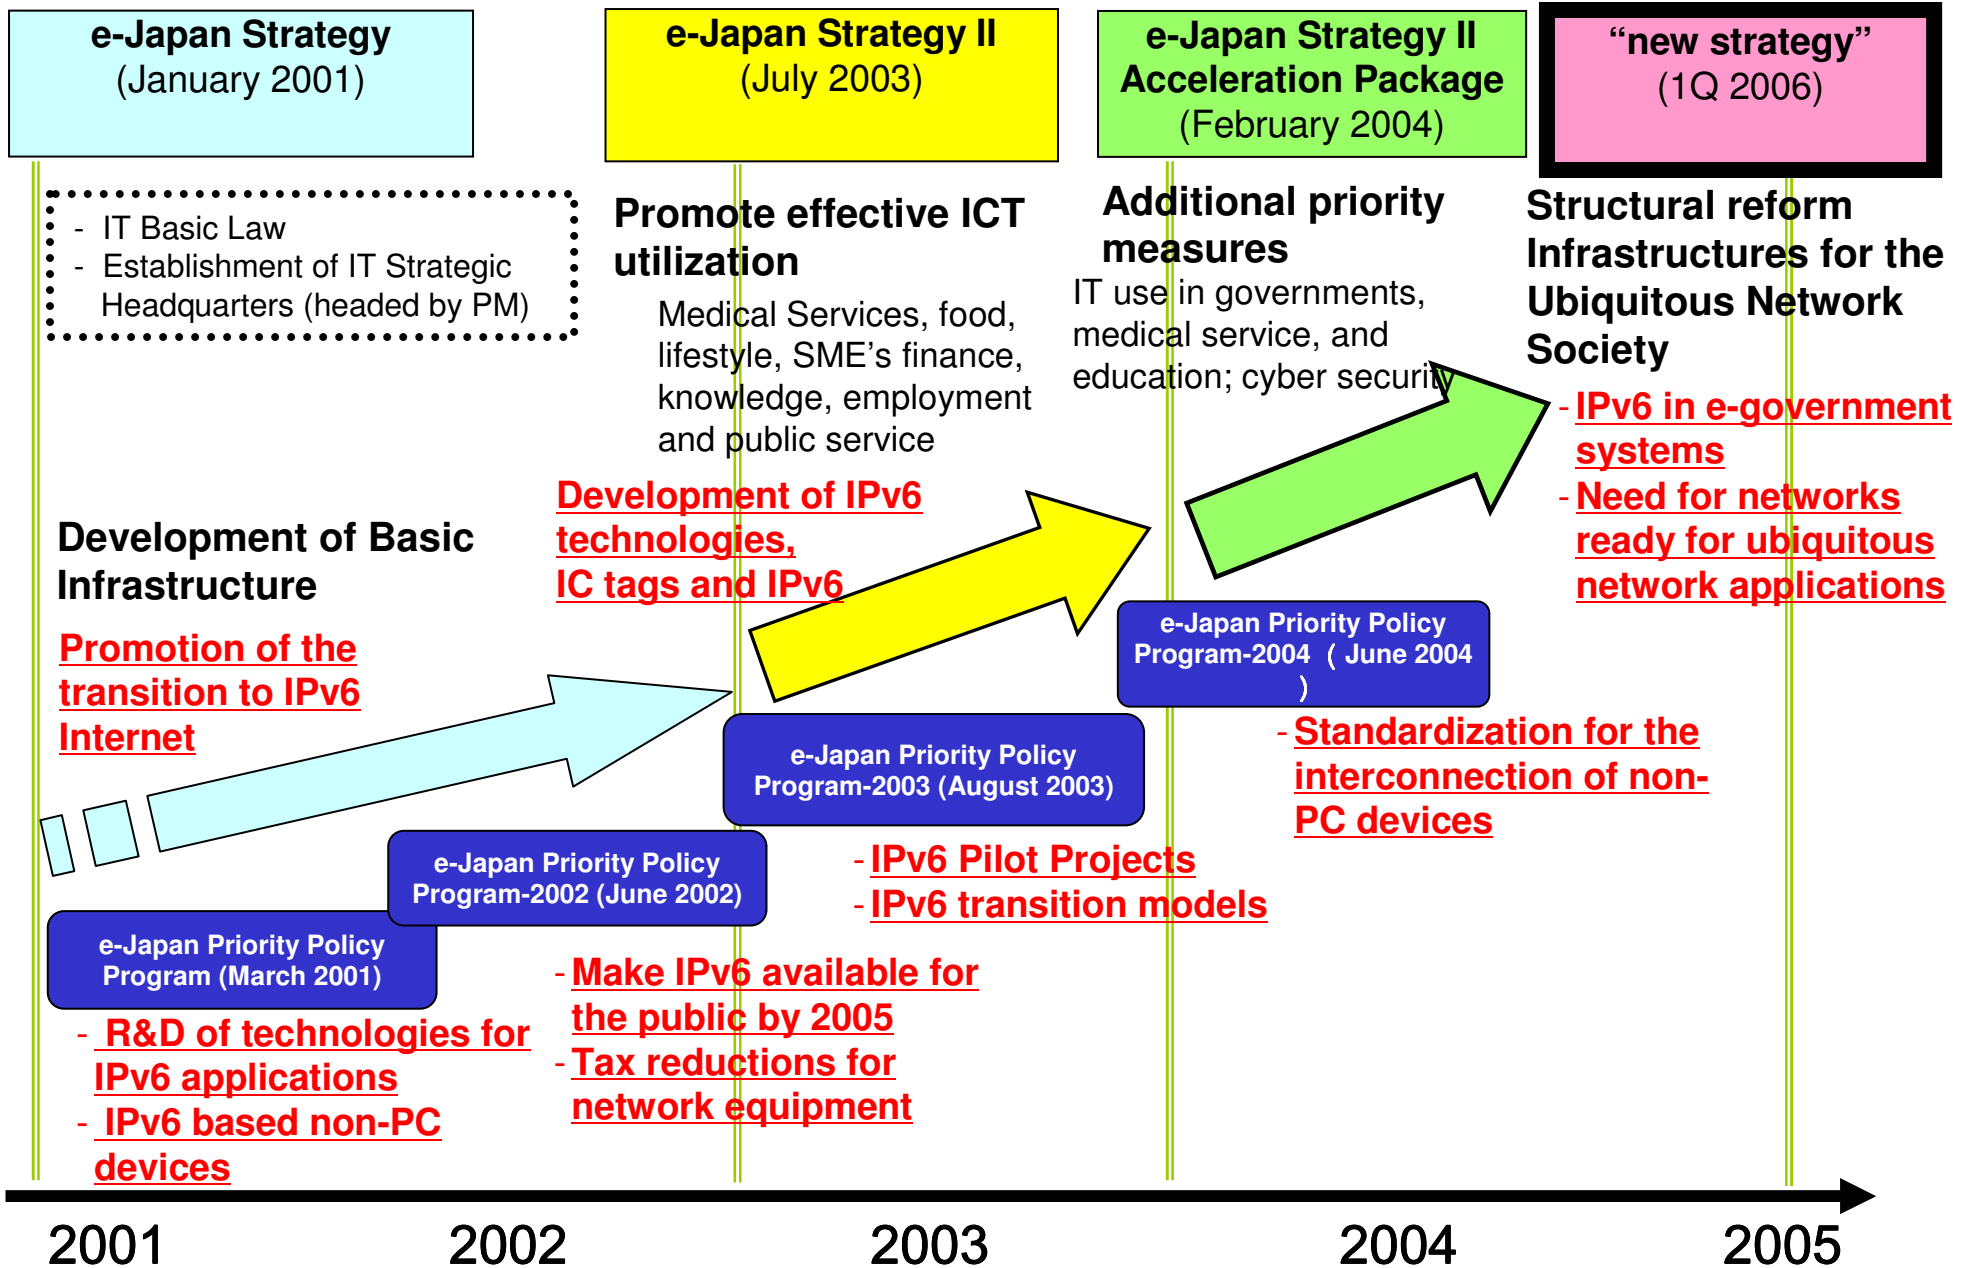 e-Japan Strategy
(January 2001)
e-Japan Strategy II
(July 2003)
e-Japan Strategy II
Acceleration Package
(February 2004)
“new strategy”
(1Q 2006)
- IT Basic Law
- Establishment of IT Strategic
Headquarters (headed by PM)
Promote effective ICT
utilization
Medical Services, food,
lifestyle, SME’s finance,
knowledge, employment
and public service
Additional priority
measures
IT use in governments,
medical service, and
education; cyber security
Structural reform
Infrastructures for the
Ubiquitous Network
Society
- IPv6 in e-government
systems
- Need for networks
ready for ubiquitous
network applications
Development of IPv6
technologies,
IC tags and IPv6
Development of Basic
Infrastructure
Promotion of the
transition to IPv6
Internet
e-Japan Priority Policy
Program-2004 ( June 2004
)
- Standardization for the
interconnection of non-
PC devices
e-Japan Priority Policy
Program-2003 (August 2003)
- IPv6 Pilot Projects
- IPv6 transition models
e-Japan Priority Policy
Program-2002 (June 2002)
- Make IPv6 available for
the public by 2005
- Tax reductions for
network equipment
e-Japan Priority Policy
Program (March 2001)
- R&D of technologies for
IPv6 applications
- IPv6 based non-PC
devices
2001 2002 2003 2004 2005